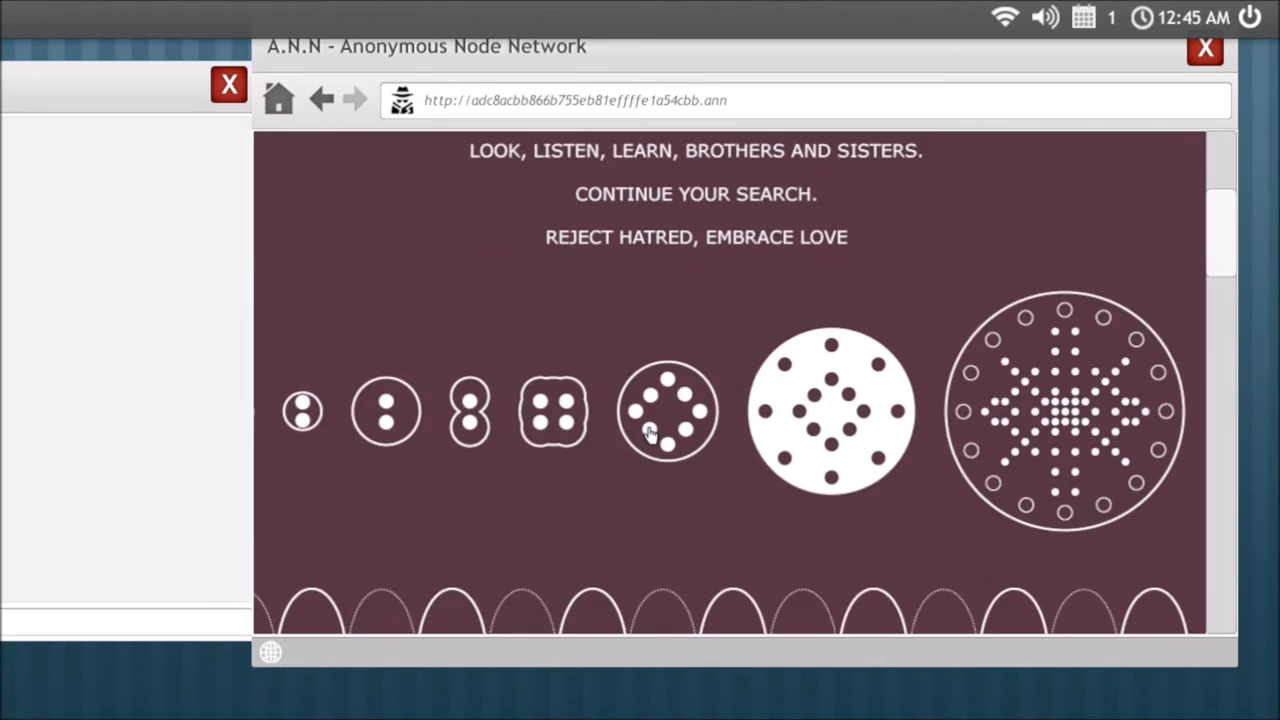 1 12:45 AM
A.N.N - Anonymous Node Network
X
X
http://adc8acbb866b755eb81effffe1a54cbb.ann
LOOK, LISTEN, LEARN, BROTHERS AND SISTERS.
CONTINUE YOUR SEARCH.
REJECT HATRED, EMBRACE LOVE